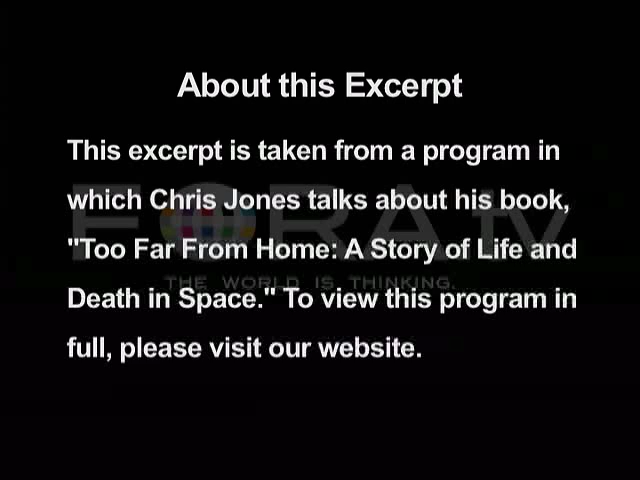 About this Excerpt
This excerpt is taken from a program in
which Chris Jones talks about his book,
FORA.tv
"Too Far From Home: A Story of Life and
THE WORLD IS THINKING.
Death in Space." To view this program in
full, please visit our website.